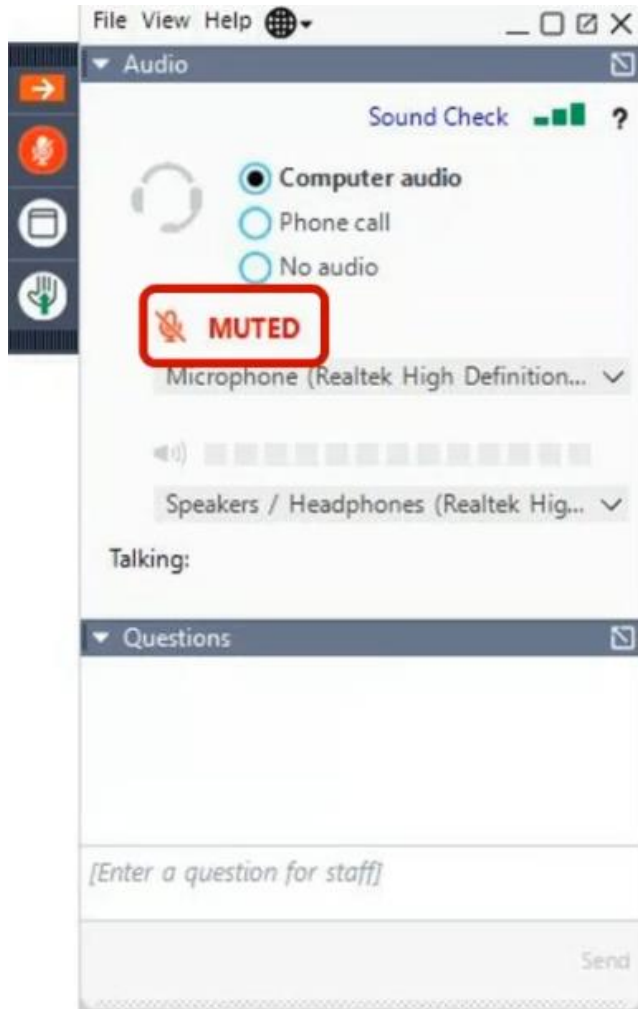 File View Help
Audio
Sound Check ?
Computer audio
Phone call
No audio
MUTED
Microphone (Realtek High Definition...
Speakers / Headphones (Realtek Hig...
Talking:
Questions
[Enter a question for staff]
Send